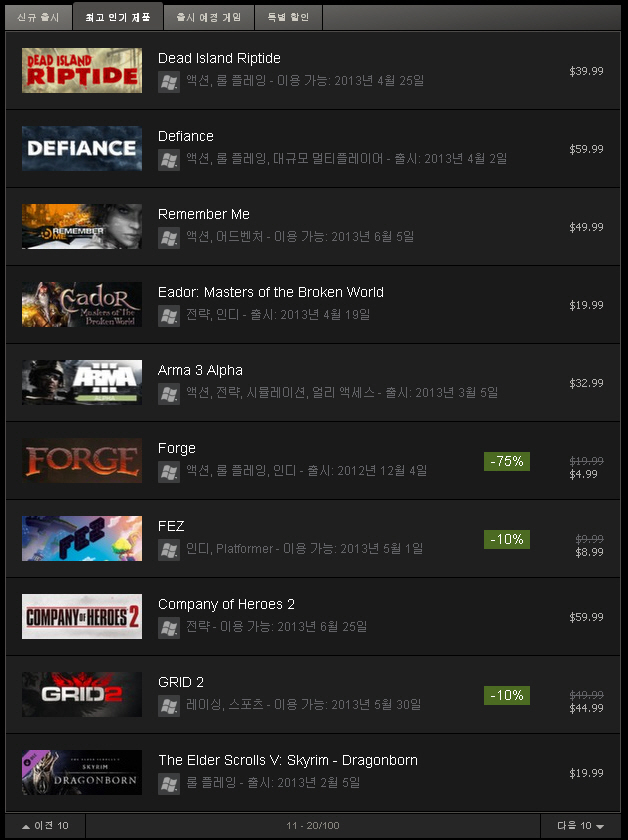 신규 출시 최고 인기 제품 출시 예정 게임 특별 할인
DEAD ISLAND
RIPTIDE
Dead Island Riptide
액션, 롤 플레잉 - 이용 가능: 2013년 4월 25일
$39.99
DEFIANCE
Defiance
액션, 롤 플레잉, 대규모 멀티플레이어 - 출시: 2013년 4월 2일
$59.99
REMEMBER
ME
Remember Me
액션, 어드벤처 - 이용 가능: 2013년 6월 5일
$49.99
Eador
Masters of the
Broken World
Eador: Masters of the Broken World
전략, 인디 - 출시: 2013년 4월 19일
$19.99
ARMA
III
ALPHA
Arma 3 Alpha
액션, 전략, 시뮬레이션, 얼리 액세스 - 출시: 2013년 3월 5일
$32.99
FORGE
Forge
액션, 롤 플레잉, 인디 - 출시: 2012년 12월 4일
-75%
$19.99
$4.99
FEZ
FEZ
인디, Platformer - 이용 가능: 2013년 5월 1일
-10%
$9.99
$8.99
COMPANY OF HEROES 2
Company of Heroes 2
전략 - 이용 가능: 2013년 6월 25일
$59.99
GRID 2
GRID 2
레이싱, 스포츠 - 이용 가능: 2013년 5월 30일
-10%
$49.99
$44.99
THE ELDER SCROLLS V
SKYRIM
DRAGONBORN
The Elder Scrolls V: Skyrim - Dragonborn
롤 플레잉 - 출시: 2013년 2월 5일
$19.99
이전 10 11 - 20/100 다음 10